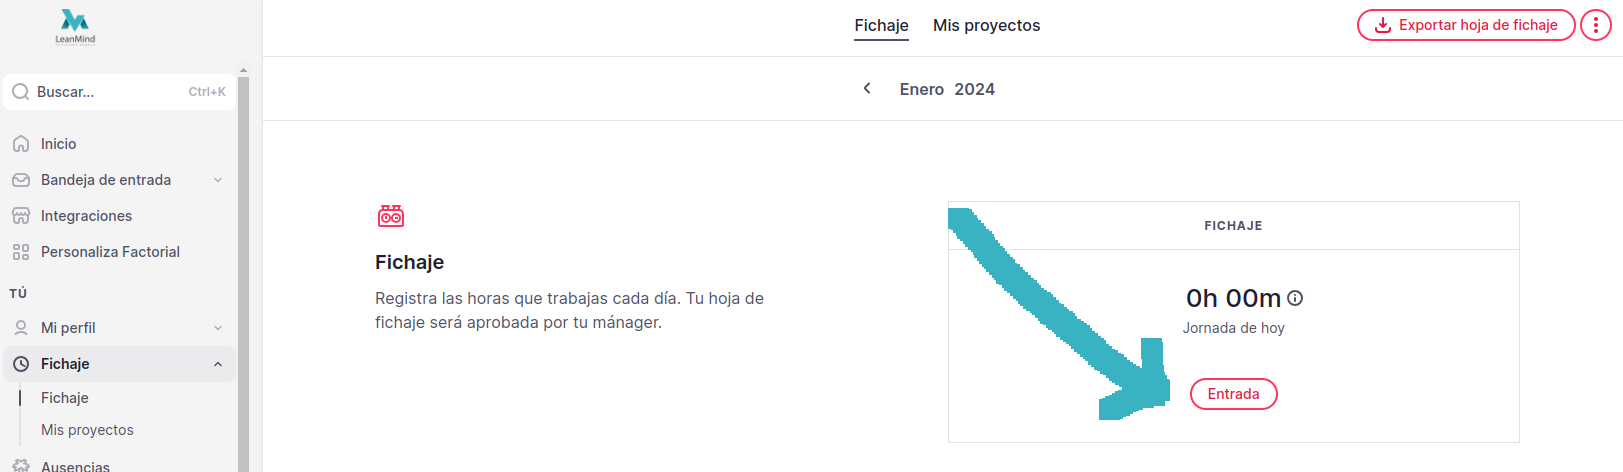 LeanMind
Buscar... Ctrl+K
Inicio
Bandeja de entrada
Integraciones
Personaliza Factorial
TÚ
Mi perfil
Fichaje
Fichaje
Mis proyectos
Ausencias
Fichaje Mis proyectos
Exportar hoja de fichaje
Enero 2024
Fichaje
Registra las horas que trabajas cada día. Tu hoja de
fichaje será aprobada por tu mánager.
FICHAJE
0h 00m
Jornada de hoy
Entrada